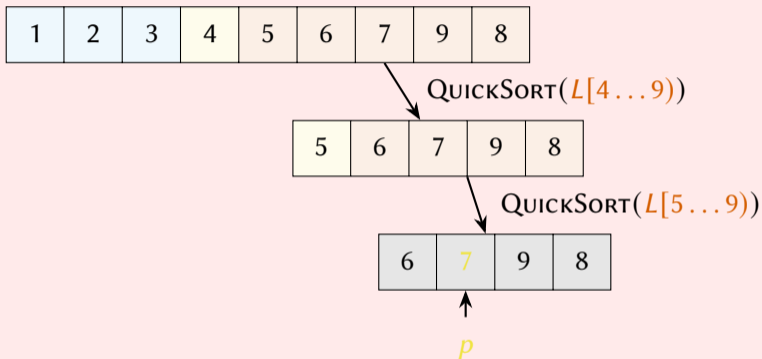 1 2 3 4 5 6 7 9 8
QUICKSORT(L[4 . . . 9))
5 6 7 9 8
QUICKSORT(L[5 . . . 9))
6 7 9 8
p